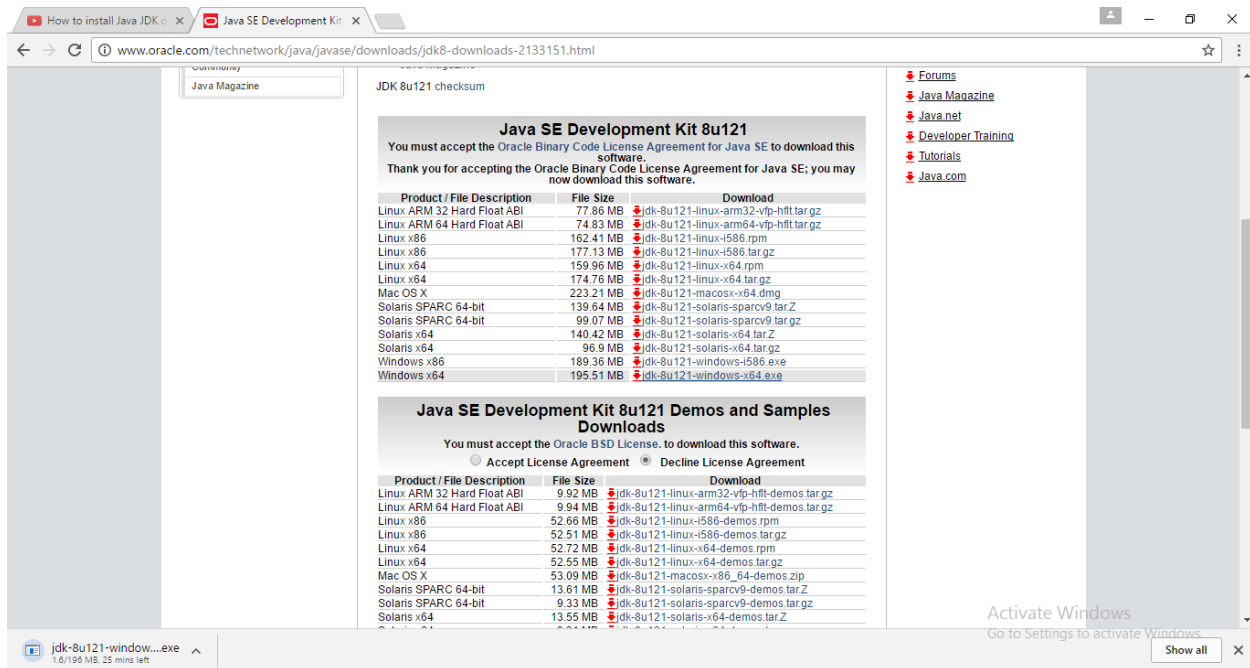 How to install Java JDK o
Java SE Development Kit
www.oracle.com/technetwork/java/javase/downloads/jdk8-downloads-2133151.html
Community
Java Magazine
Java Magazine
JDK 8u121 checksum
Java SE Development Kit 8u121
You must accept the Oracle Binary Code License Agreement for Java SE to download this
software.
Thank you for accepting the Oracle Binary Code License Agreement for Java SE; you may
now download this software.
Product / File Description File Size Download
Linux ARM 32 Hard Float ABI 77.86 MB jdk-8u121-linux-arm32-vfp-hflt.tar.gz
Linux ARM 64 Hard Float ABI 74.83 MB jdk-8u121-linux-arm64-vfp-hflt.tar.gz
Linux x86 162.41 MB jdk-8u121-linux-i586.rpm
Linux x86 177.13 MB jdk-8u121-linux-i586.tar.gz
Linux x64 159.96 MB jdk-8u121-linux-x64.rpm
Linux x64 174.76 MB jdk-8u121-linux-x64.tar.gz
Mac OS X 223.21 MB jdk-8u121-macosx-x64.dmg
Solaris SPARC 64-bit 139.64 MB jdk-8u121-solaris-sparcv9.tar.Z
Solaris SPARC 64-bit 99.07 MB jdk-8u121-solaris-sparcv9.tar.gz
Solaris x64 140.42 MB jdk-8u121-solaris-x64.tar.Z
Solaris x64 96.9 MB jdk-8u121-solaris-x64.tar.gz
Windows x86 189.36 MB jdk-8u121-windows-i586.exe
Windows x64 195.51 MB jdk-8u121-windows-x64.exe
Java SE Development Kit 8u121 Demos and Samples
Downloads
You must accept the Oracle BSD License. to download this software.
Accept License Agreement Decline License Agreement
Product / File Description File Size Download
Linux ARM 32 Hard Float ABI 9.92 MB jdk-8u121-linux-arm32-vfp-hflt-demos.tar.gz
Linux ARM 64 Hard Float ABI 9.94 MB jdk-8u121-linux-arm64-vfp-hflt-demos.tar.gz
Linux x86 52.66 MB jdk-8u121-linux-i586-demos.rpm
Linux x86 52.51 MB jdk-8u121-linux-i586-demos.tar.gz
Linux x64 52.72 MB jdk-8u121-linux-x64-demos.rpm
Linux x64 52.55 MB jdk-8u121-linux-x64-demos.tar.gz
Mac OS X 53.09 MB jdk-8u121-macosx-x86_64-demos.zip
Solaris SPARC 64-bit 13.61 MB jdk-8u121-solaris-sparcv9-demos.tar.Z
Solaris SPARC 64-bit 9.33 MB jdk-8u121-solaris-sparcv9-demos.tar.gz
Solaris x64 13.55 MB jdk-8u121-solaris-x64-demos.tar.Z
Forums
Java Magazine
Java.net
Developer Training
Tutorials
Java.com
Activate Windows
Go to Settings to activate Windows.
jdk-8u121-window....exe
1.6/196 MB, 25 mins left
Show all